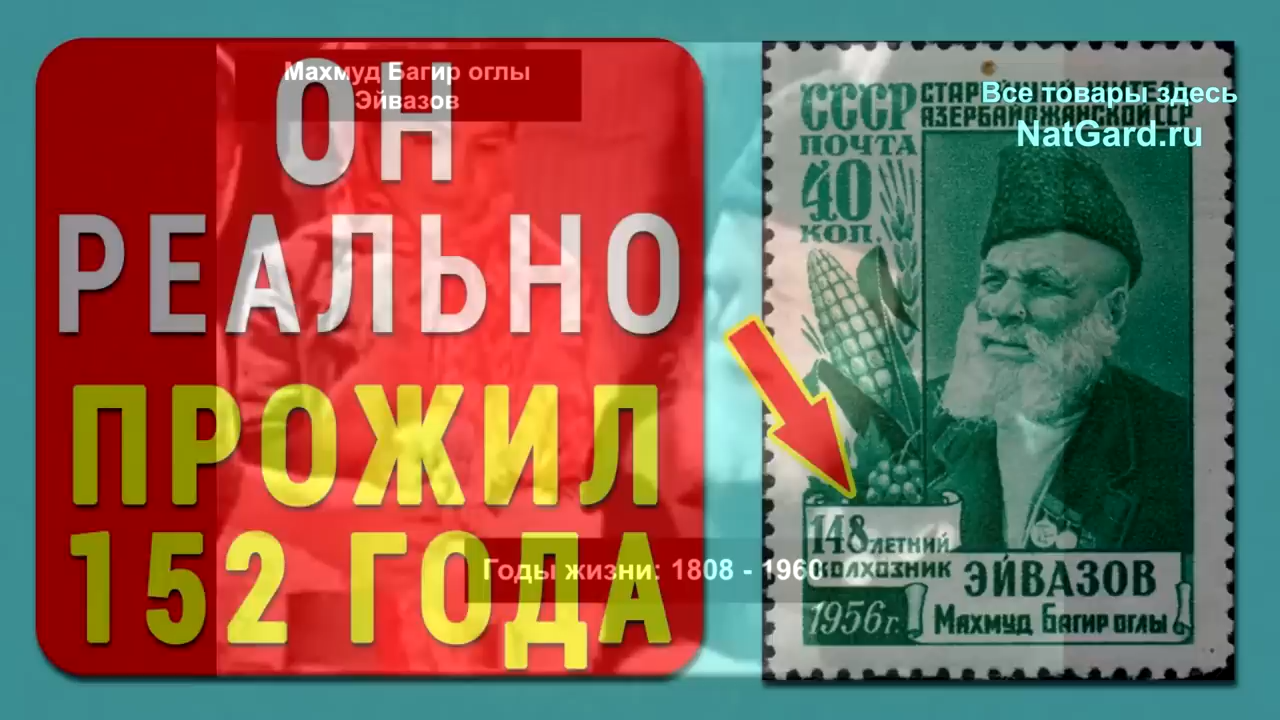 Махмуд Багир оглы
Эйвазов
ОН
РЕАЛЬНО
ПРОЖИЛ
152 ГОДА
Годы жизни: 1808 - 1960
Все товары здесь
NatGard.ru
СССР
ПОЧТА
40
КОП
АЗЕРБАЙДЖАНСКОЙ ССР
148 ЛЕТНИЙ
КОЛХОЗНИК ЭЙВАЗОВ
1956г. Махмуд Багир оглы